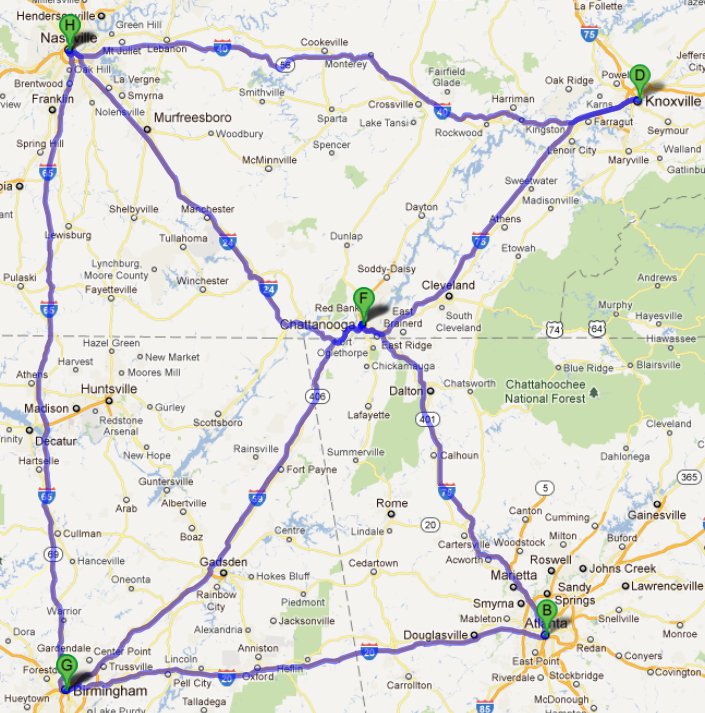 Hendersonville
Green Hill
La Follette
75
H
Nashville
Mt Juliet
Lebanon
40
56
Cookeville
Monterey
D
Oak Hill
Brentwood
La Vergne
Smyrna
Smithville
Fairfield
Glade
Oak Ridge
Powell
Knoxville
Franklin
Nolensville
Murfreesboro
Sparta
Crossville
40
Harriman
Karns
Farragut
Seymour
Lake Tansi
Rockwood
Kingston
Lenoir City
Woodbury
Spencer
Maryville
Walland
Spring Hill
McMinnville
Gatlinbu
65
Sweetwater
Madisonville
Shelbyville
Manchester
Dayton
Athens
Lewisburg
Tullahoma
24
Dunlap
75
Etowah
Lynchburg,
Moore County
Soddy-Daisy
Pulaski
Winchester
24
Cleveland
Andrews
Fayetteville
F
65
Red Bank
East
Brainerd
South
Cleveland
Murphy
Hayesville
Chattanooga
74
64
Hiawassee
Hazel Green
Fort
Oglethorpe
East Ridge
New Market
Chickamauga
Blue Ridge
Blairsville
Athens
Harvest
Moores Mill
Chatsworth
Huntsville
Dalton
Chattahoochee
National Forest
406
Madison
Gurley
Lafayette
Redstone
Arsenal
Scottsboro
401
Cleveland
Decatur
Hartselle
New Hope
Rainsville
Summerville
Calhoun
Dahlonega
Fort Payne
365
Guntersville
65
59
75
5
Arab
Albertville
Rome
Canton
Gainesville
Cullman
Boaz
Centre
Lindale
20
Cumming
69
Hanceville
Gadsden
Cartersville
Woodstock
Milton
Buford
Hokes Bluff
Cedartown
Acworth
Roswell
Johns Creek
Oneonta
Rainbow
City
Marietta
Sandy
Springs
Lawrenceville
Warrior
Piedmont
Smyrna
B
Dora
Jacksonville
Mableton
Snellville
Alexandria
Douglasville
Atlanta
Monroe
Gardendale
Center Point
G
Trussville
Anniston
20
Redan
Lincoln
Heflin
East Point
Conyers
Pell City
20
Oxford
Riverdale
Stockbridge
Covington
Birmingham
Hueytown
Carrollton
McDonough
Lake Purdy
Talladega
85